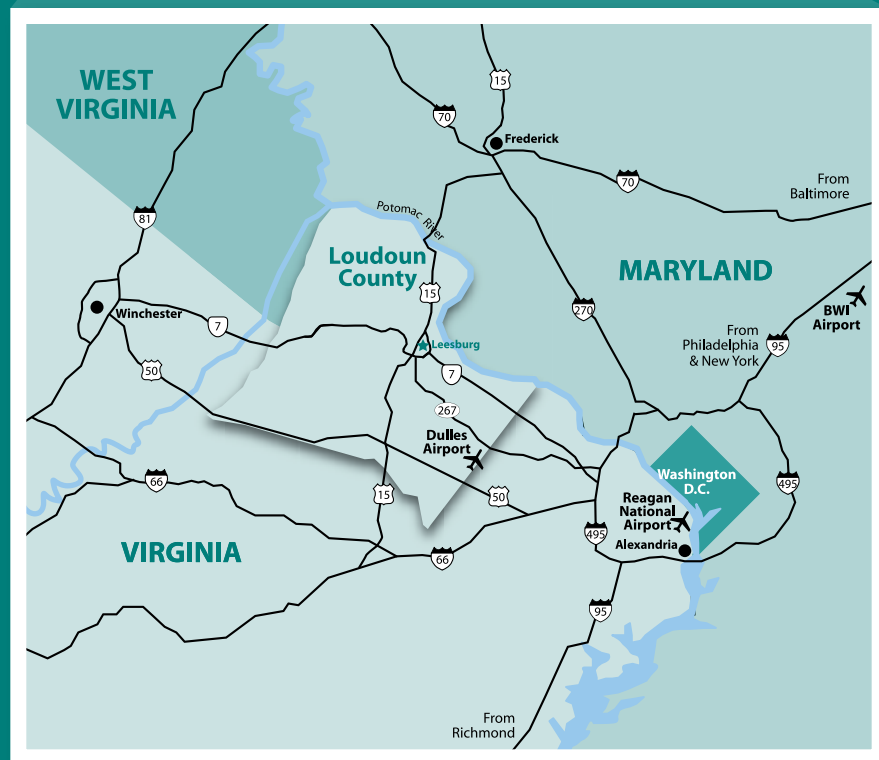 WEST
VIRGINIA
15
70
Frederick
70
From
Baltimore
81
Potomac River
Loudoun
County
MARYLAND
15
270
BWI
Airport
Winchester
7
From
Philadelphia
& New York
95
Leesburg
50
7
267
Dulles
Airport
Washington
D.C.
66
15
50
495
Reagan
National
Airport
495
Alexandria
VIRGINIA
66
95
From
Richmond